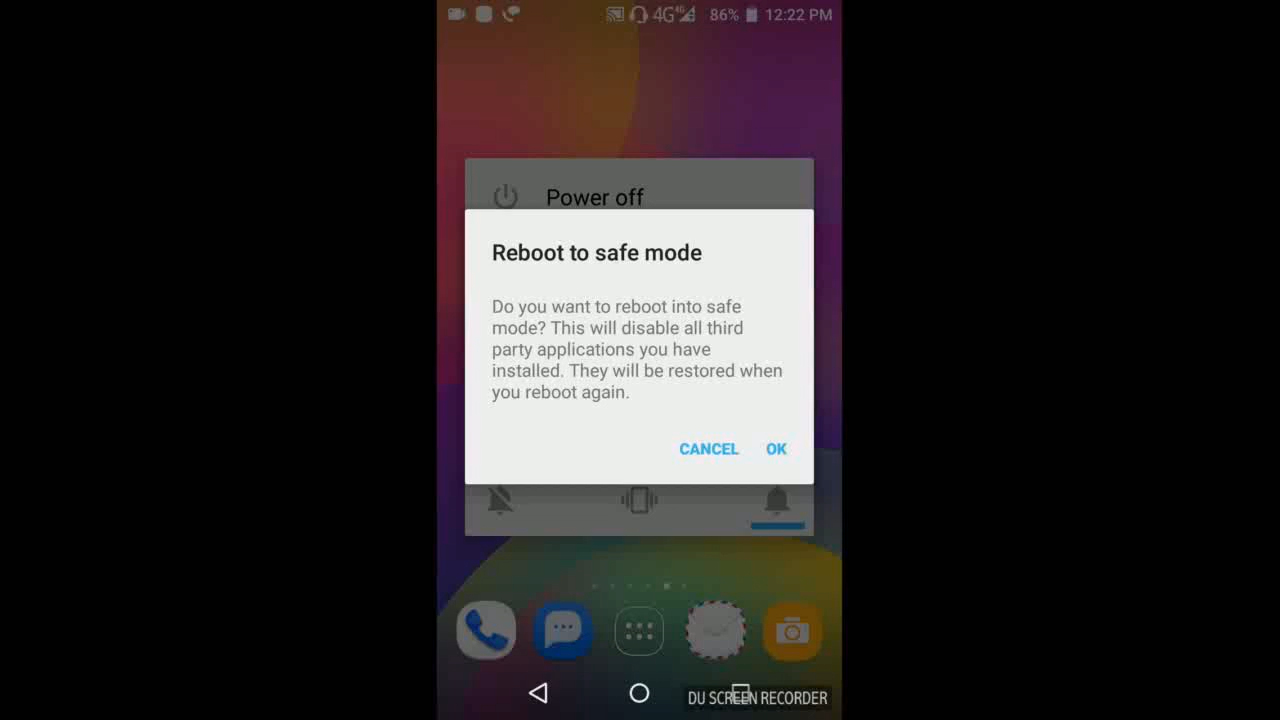 4G 4G 86% 12:22 PM
Power off
Reboot to safe mode
Do you want to reboot into safe
mode? This will disable all third
party applications you have
installed. They will be restored when
you reboot again.
CANCEL OK
DU SCREEN RECORDER